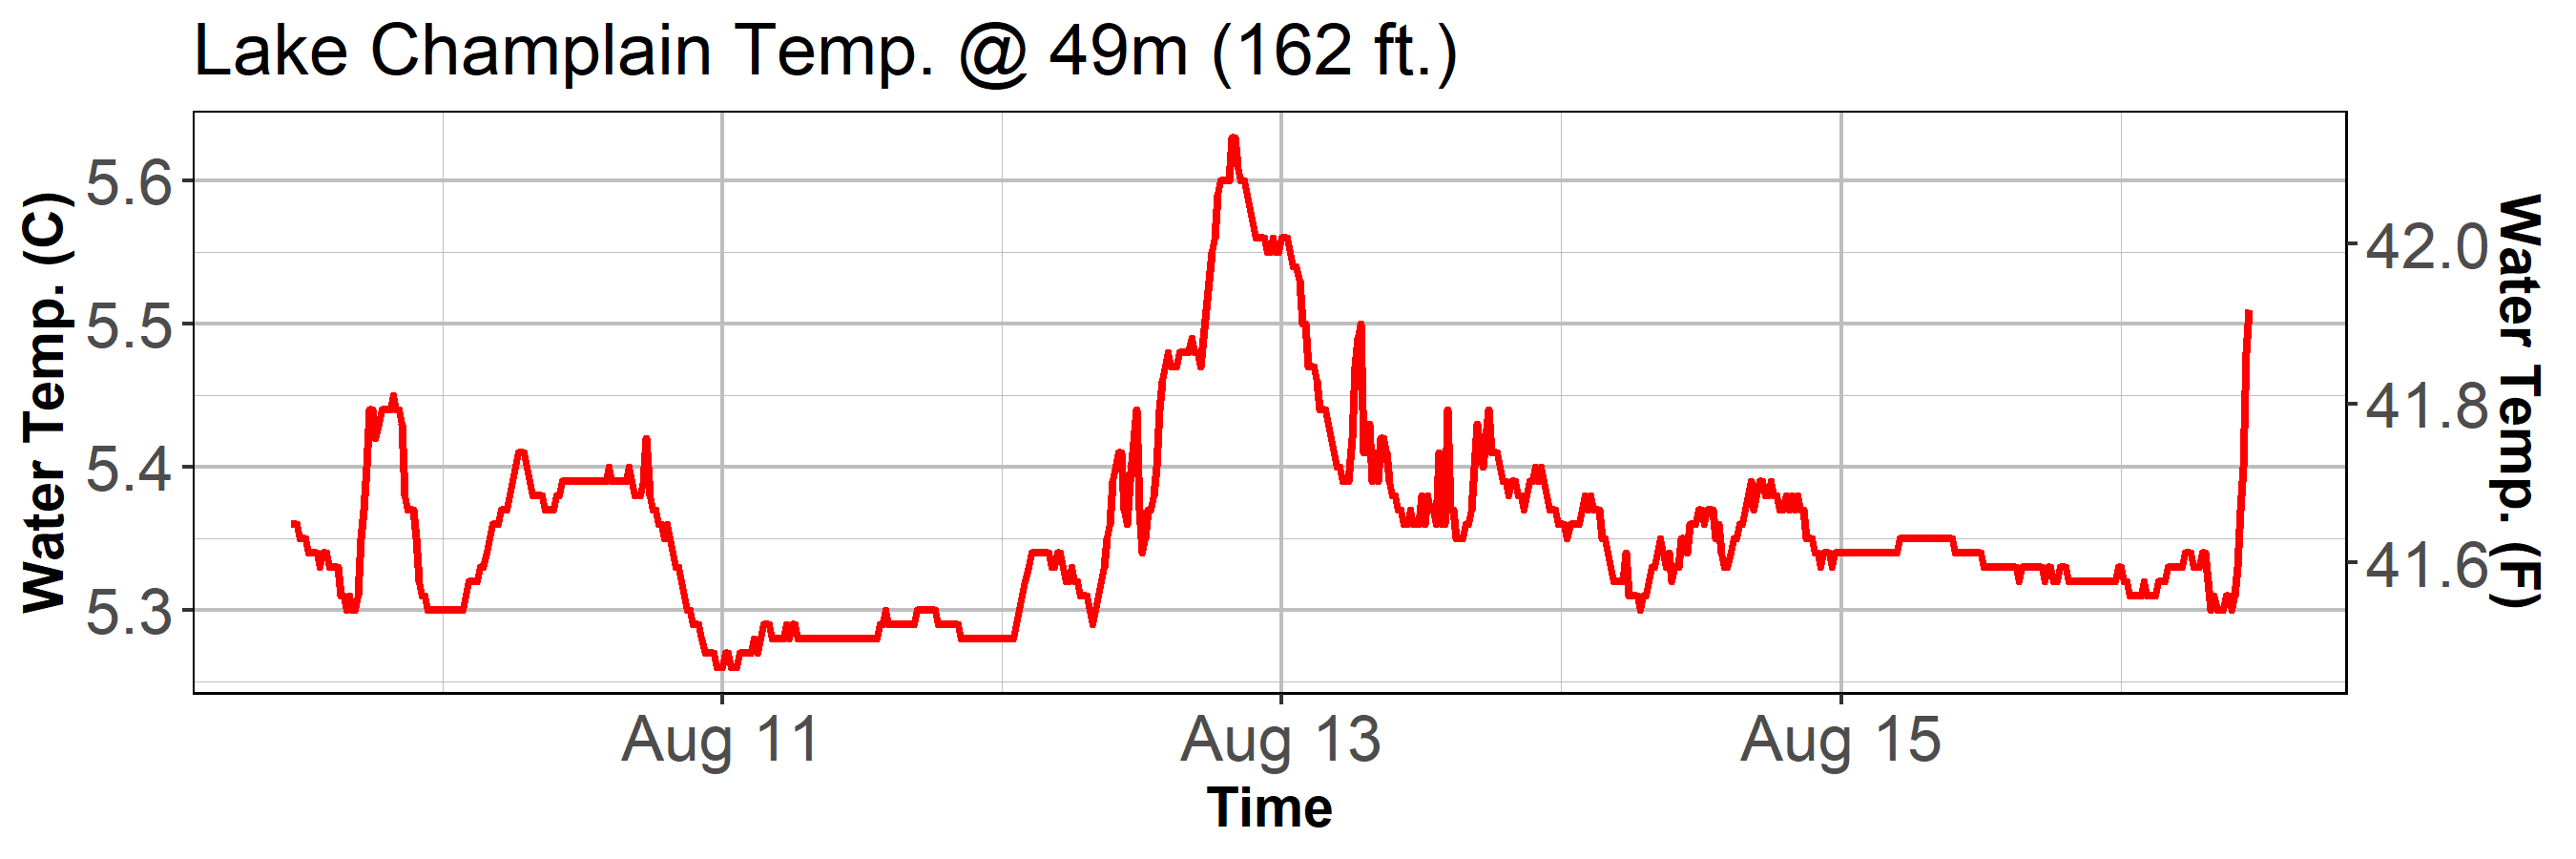 Lake Champlain Temp. @ 49m (162 ft.)
Water Temp. (C)
5.6
5.5
5.4
5.3
42.0
41.8
41.6
Water Temp. (F)
Aug 11
Aug 13
Aug 15
Time